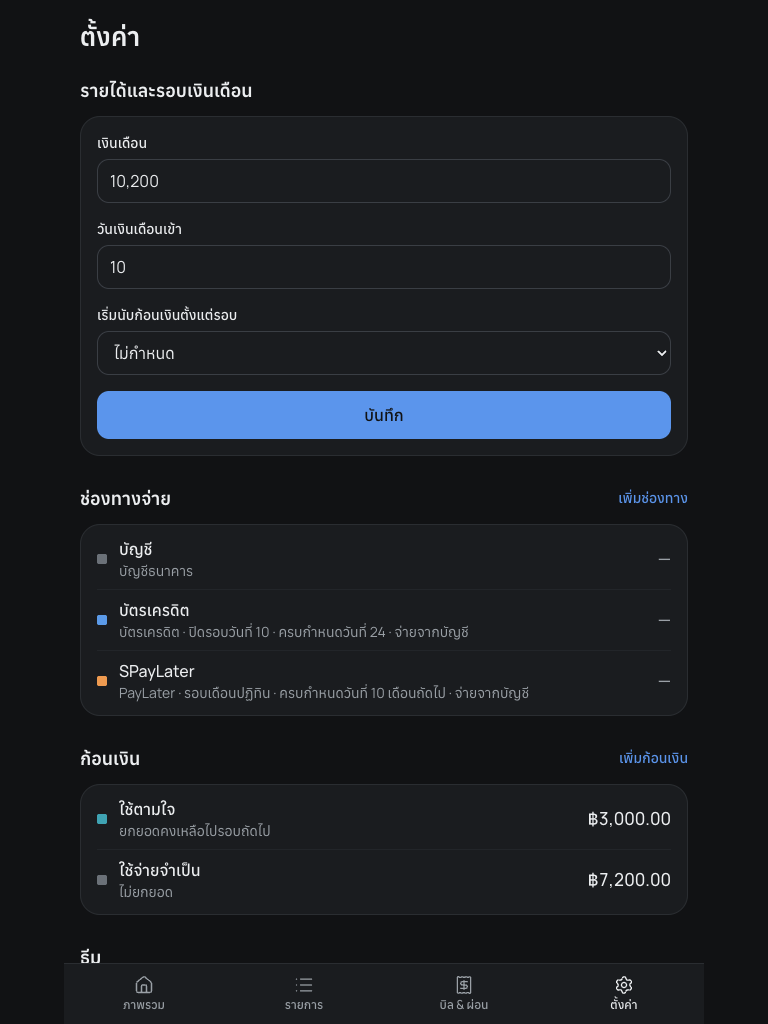 ตั้งค่า
รายได้และรอบเงินเดือน
เงินเดือน
10,200
วันเงินเดือนเข้า
10
เริ่มนับก้อนเงินตั้งแต่รอบ
ไม่กำหนด
บันทึก
ช่องทางจ่าย
เพิ่มช่องทาง
บัญชี
บัญชีธนาคาร
—
บัตรเครดิต
บัตรเครดิต · ปิดรอบวันที่ 10 · ครบกำหนดวันที่ 24 · จ่ายจากบัญชี
—
SPayLater
PayLater · รอบเดือนปฏิทิน · ครบกำหนดวันที่ 10 เดือนถัดไป · จ่ายจากบัญชี
—
ก้อนเงิน
เพิ่มก้อนเงิน
ใช้ตามใจ
ยกยอดคงเหลือไปรอบถัดไป
฿3,000.00
ใช้จ่ายจำเป็น
ไม่ยกยอด
฿7,200.00
ธีม
ภาพรวม
รายการ
บิล & ผ่อน
ตั้งค่า